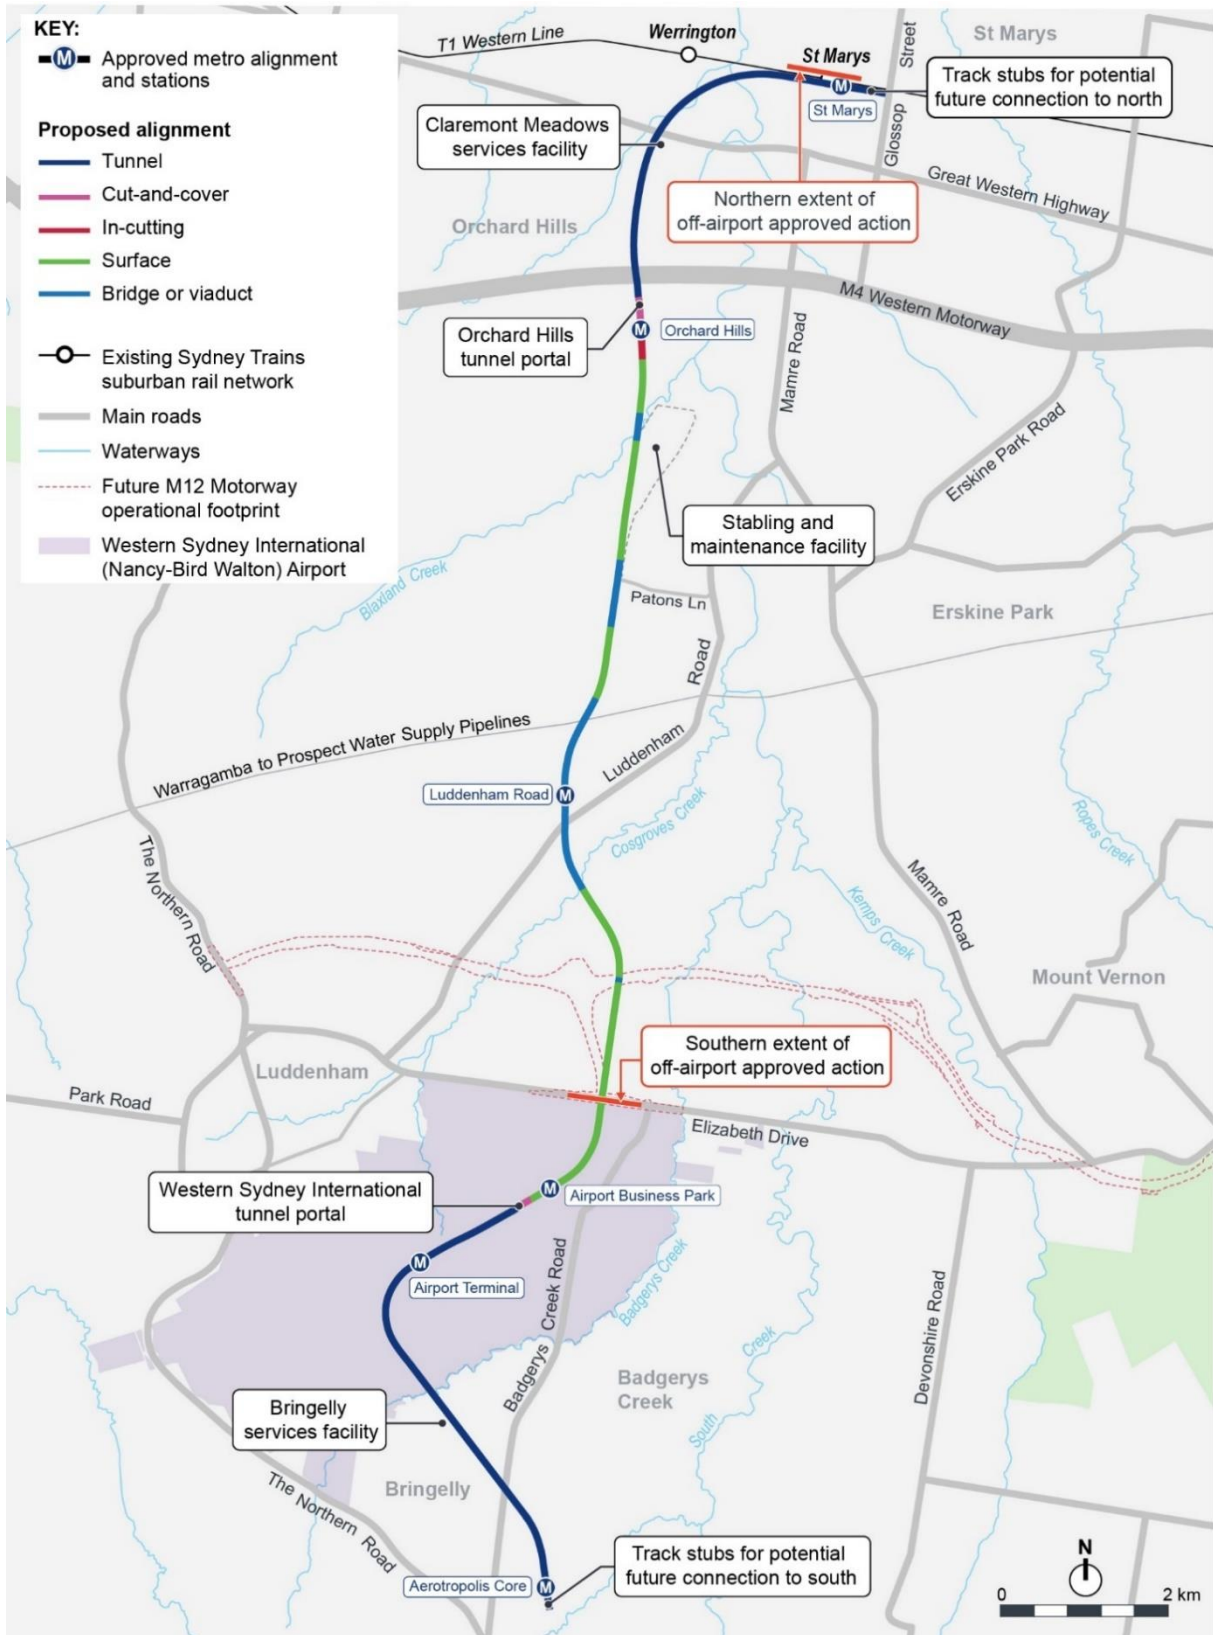 KEY:
Approved metro alignment
and stations
Proposed alignment
Tunnel
Cut-and-cover
In-cutting
Surface
Bridge or viaduct
Existing Sydney Trains
suburban rail network
Main roads
Waterways
Future M12 Motorway
operational footprint
Western Sydney International
(Nancy-Bird Walton) Airport
T1 Western Line
Werrington
St Marys
Street
St Marys
Track stubs for potential
future connection to north
St Marys
Glossop
Claremont Meadows
services facility
Great Western Highway
Northern extent of
off-airport approved action
Orchard Hills
M4 Western Motorway
Orchard Hills
Orchard Hills
tunnel portal
Mamre Road
Erskine Park Road
Stabling and
maintenance facility
Blaxland Creek
Patons Ln
Erskine Park
Road
Warragamba to Prospect Water Supply Pipelines
Luddenham
Luddenham Road
Cosgroves Creek
Ropes Creek
The Northern Road
Kemps Creek
Mamre Road
Mount Vernon
Southern extent of
off-airport approved action
Luddenham
Park Road
Elizabeth Drive
Western Sydney International
tunnel portal
Airport Business Park
Airport Terminal
Badgerys Creek
Badgerys Creek Road
Creek
South
Devonshire Road
Badgerys
Creek
Bringelly
services facility
Bringelly
The Northern Road
Track stubs for potential
future connection to south
Aerotropolis Core
N
0 2 km
M
M
M
M
M
M
M